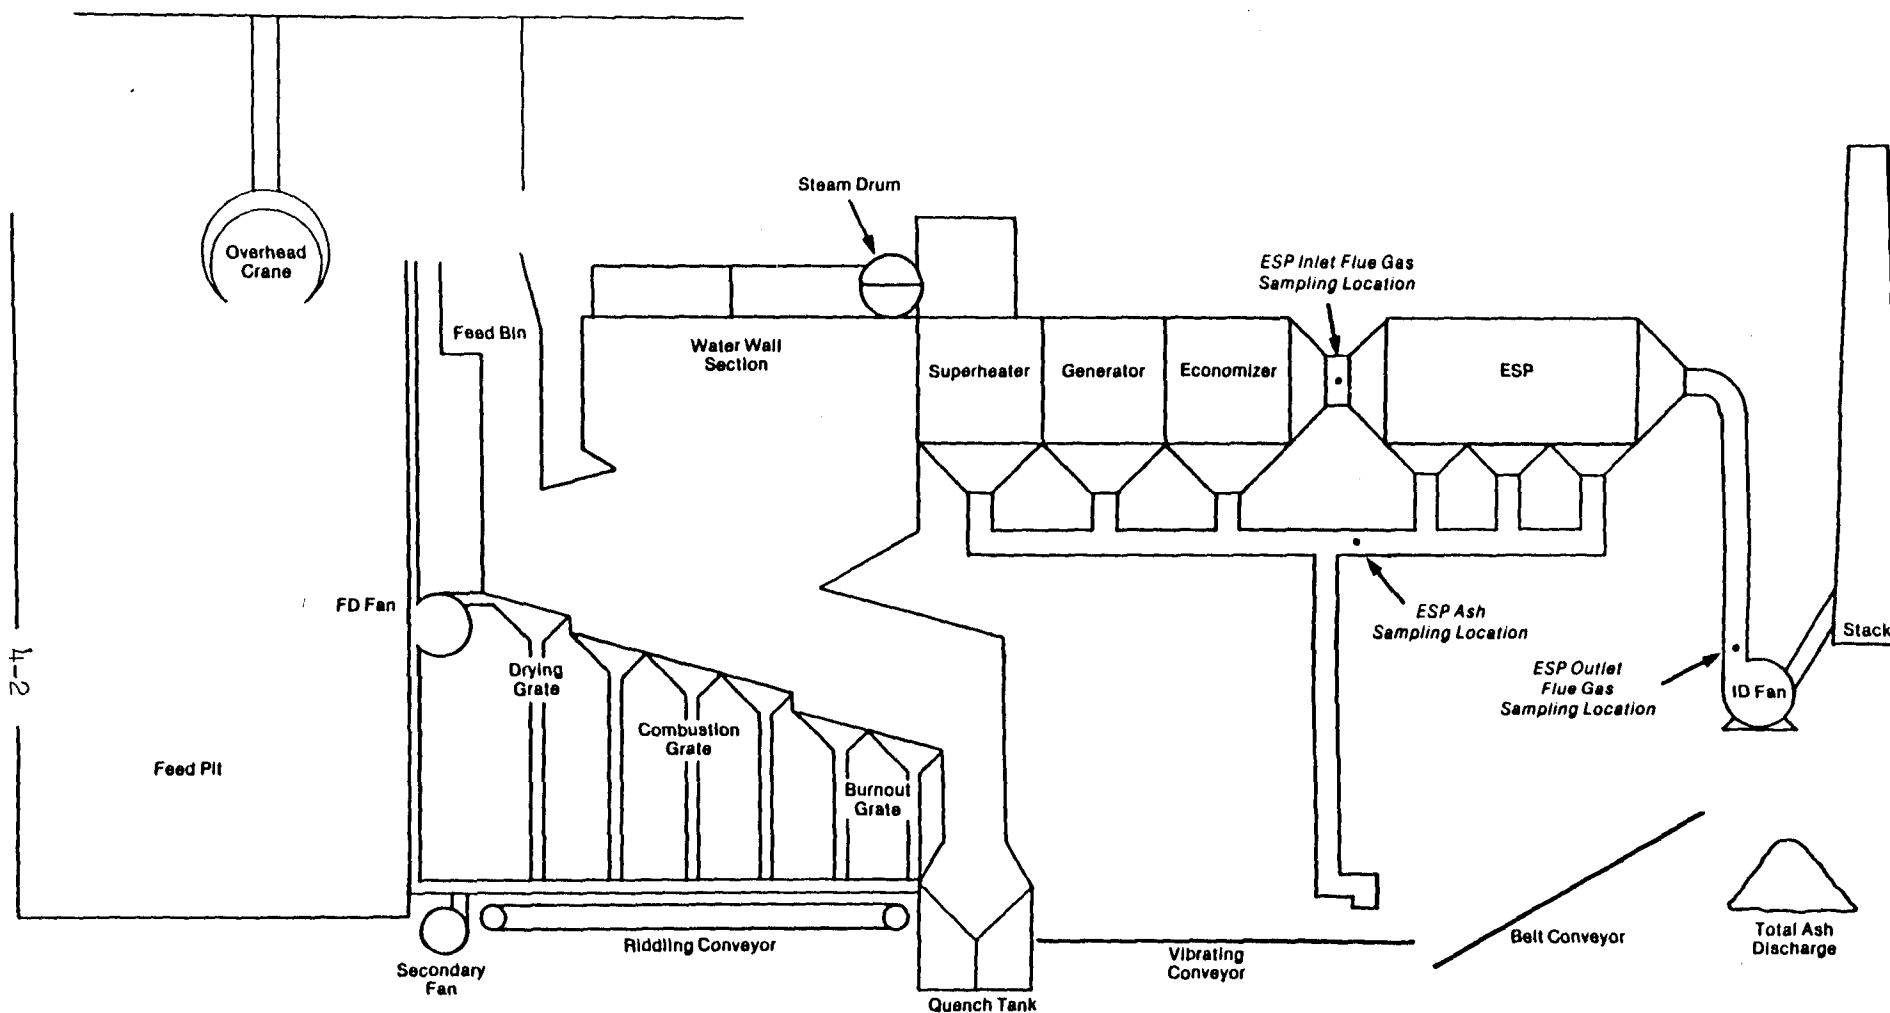 Steam Drum
Overhead
Crane
ESP Inlet Flue Gas
Sampling Location
Feed Bin
Water Wall
Section
Superheater
Generator
Economizer
ESP
FD Fan
ESP Ash
Sampling Location
Stack
4-2
Drying
Grate
ESP Outlet
Flue Gas
Sampling Location
ID Fan
Combustion
Grate
Feed Pit
Burnout
Grate
Riddling Conveyor
Belt Conveyor
Total Ash
Discharge
Vibrating
Conveyor
Secondary
Fan
Quench Tank